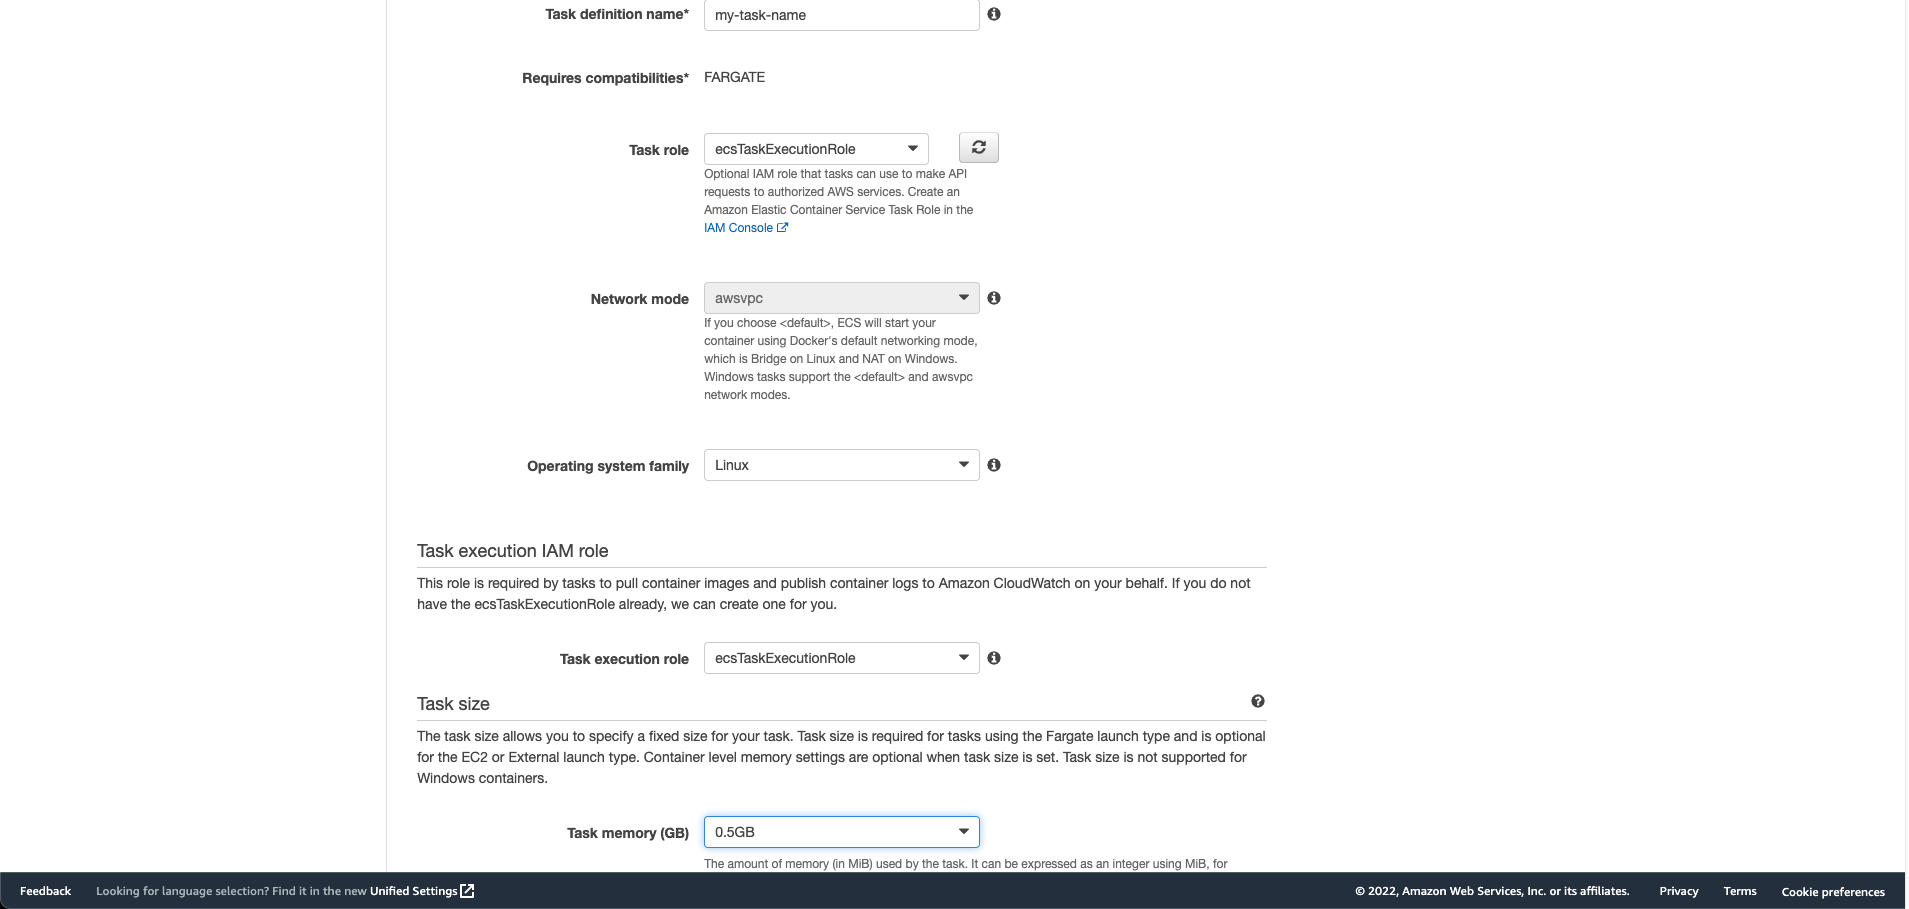 Task definition name* my-task-name
Requires compatibilities* FARGATE
Task role ecsTaskExecutionRole
Optional IAM role that tasks can use to make API
requests to authorized AWS services. Create an
Amazon Elastic Container Service Task Role in the
IAM Console
Network mode awsvpc
If you choose <default>, ECS will start your
container using Docker's default networking mode,
which is Bridge on Linux and NAT on Windows.
Windows tasks support the <default> and awsvpc
network modes.
Operating system family Linux
Task execution IAM role
This role is required by tasks to pull container images and publish container logs to Amazon CloudWatch on your behalf. If you do not
have the ecsTaskExecutionRole already, we can create one for you.
Task execution role ecsTaskExecutionRole
Task size
The task size allows you to specify a fixed size for your task. Task size is required for tasks using the Fargate launch type and is optional
for the EC2 or External launch type. Container level memory settings are optional when task size is set. Task size is not supported for
Windows containers.
Task memory (GB) 0.5GB
The amount of memory (in MiB) used by the task. It can be expressed as an integer using MiB, for
Feedback Looking for language selection? Find it in the new Unified Settings © 2022, Amazon Web Services, Inc. or its affiliates. Privacy Terms Cookie preferences